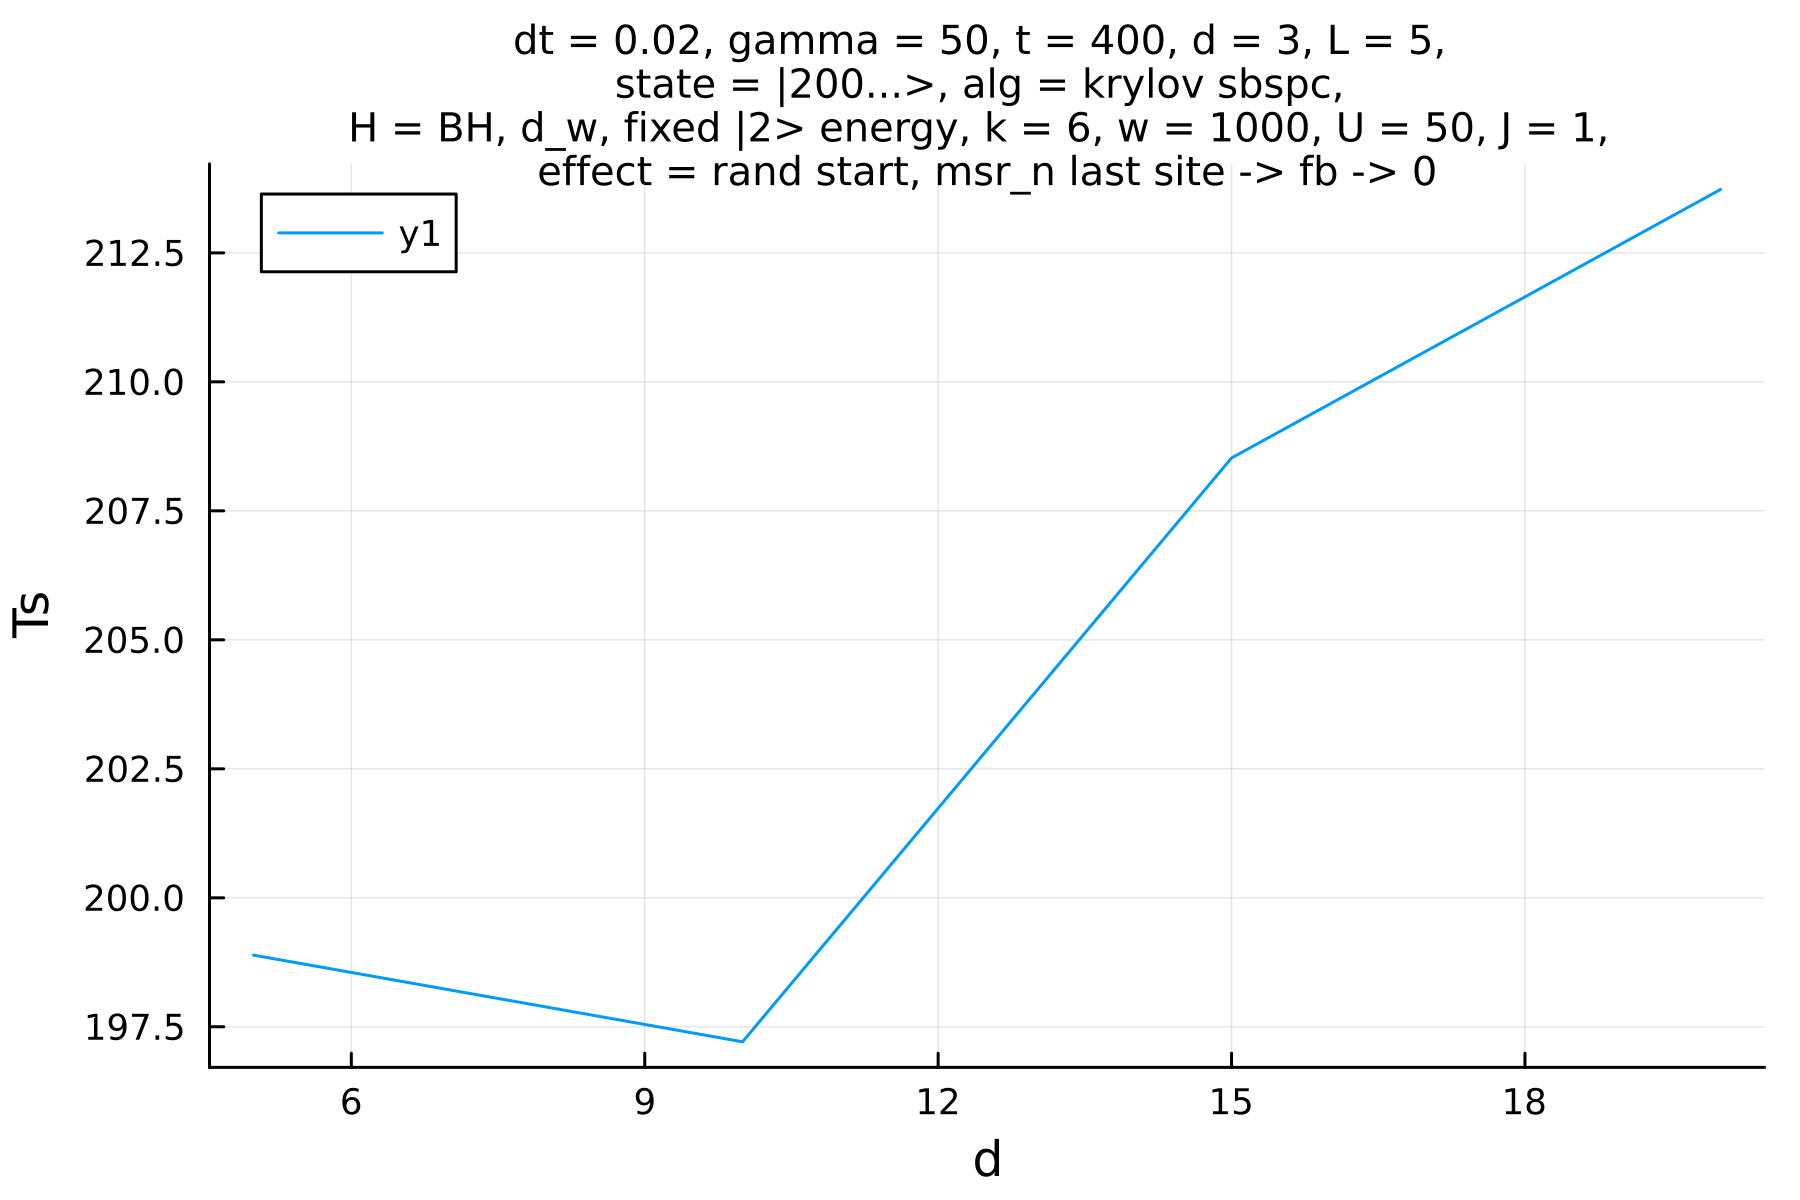 dt = 0.02, gamma = 50, t = 400, d = 3, L = 5,
state = |200...>, alg = krylov sbspc,
H = BH, d_w, fixed |2> energy, k = 6, w = 1000, U = 50, J = 1,
effect = rand start, msr_n last site -> fb -> 0
y1
212.5
210.0
207.5
205.0
202.5
200.0
197.5
Ts
6 9 12 15 18
d